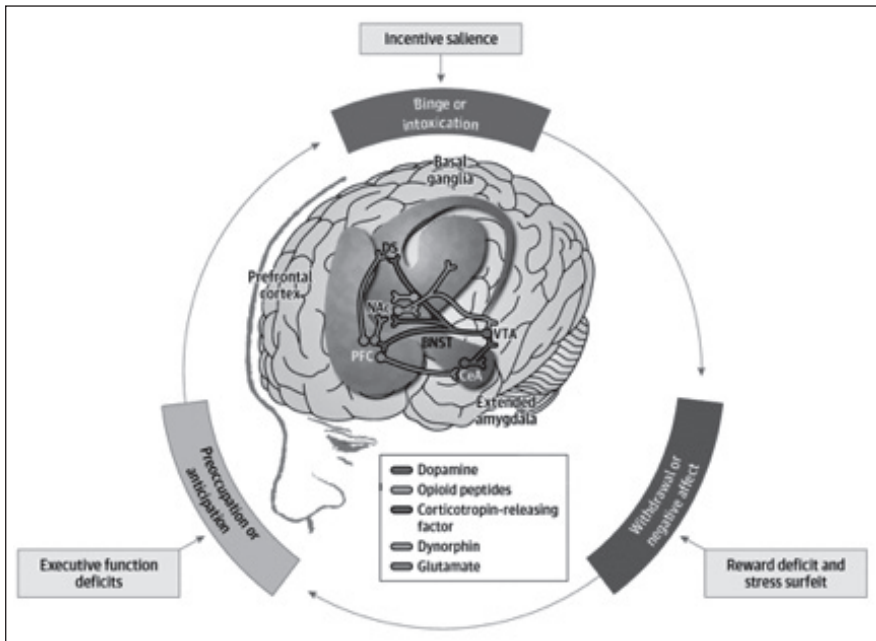 Incentive salience
Binge or
intoxication
Basal
ganglia
DS
Prefrontal
cortex
NAc
VTA
BNST
PFC
CeA
Extended
amygdala
Preoccupation or
anticipation
Withdrawal or
negative affect
Dopamine
Opioid peptides
Corticotropin-releasing
factor
Dynorphin
Glutamate
Executive function
deficits
Reward deficit and
stress surfeit